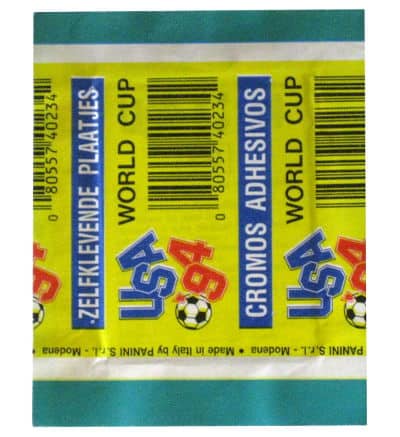 0 80557 40234
·ZELFKLEVENDE PLAATJES
WORLD CUP
USA '94
0 80557 40234
CROMOS ADHESIVOS
WORLD CUP
USA '94
'94
PANINI S.r.l. - Modena • Made in Italy by PANINI S.r.l. - Modena •